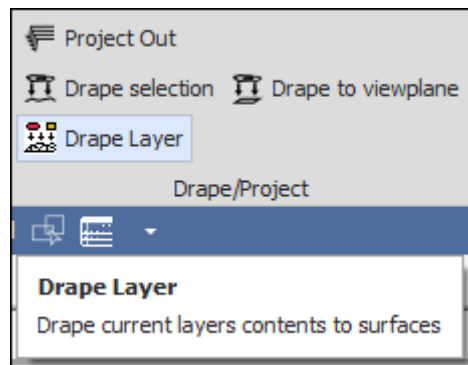 Project Out
Drape selection Drape to viewplane
Drape Layer
Drape/Project
Drape Layer
Drape current layers contents to surfaces